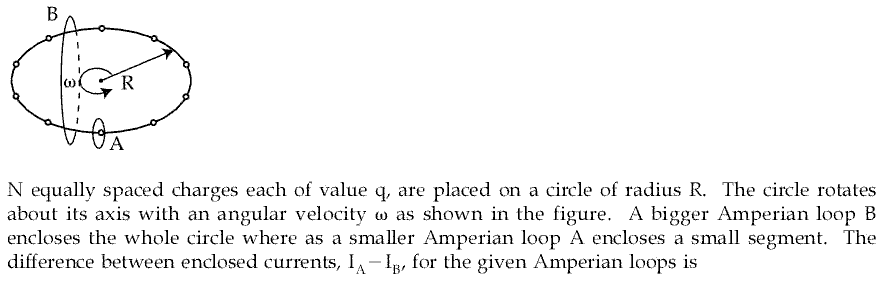 B
ω
R
A
N equally spaced charges each of value q, are placed on a circle of radius R. The circle rotates
about its axis with an angular velocity ω as shown in the figure. A bigger Amperian loop B
encloses the whole circle where as a smaller Amperian loop A encloses a small segment. The
difference between enclosed currents, I_A − I_B, for the given Amperian loops is